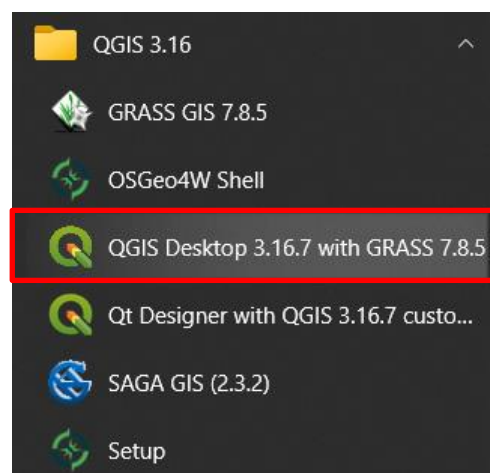 QGIS 3.16
GRASS GIS 7.8.5
OSGeo4W Shell
QGIS Desktop 3.16.7 with GRASS 7.8.5
Qt Designer with QGIS 3.16.7 custo...
SAGA GIS (2.3.2)
Setup